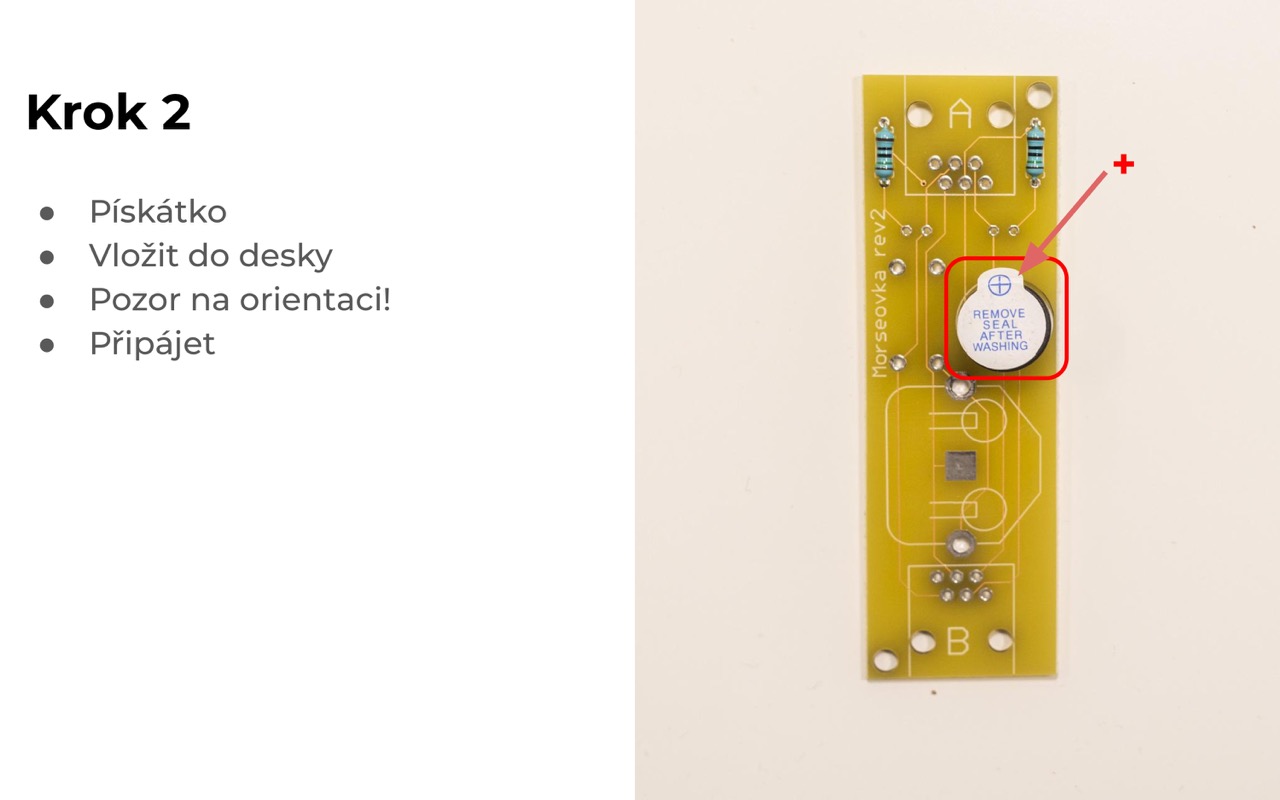 Krok 2
● Pískátko
● Vložit do desky
● Pozor na orientaci!
● Připájet
A
+
Morseovka rev2
REMOVE
SEAL
AFTER
WASHING
B